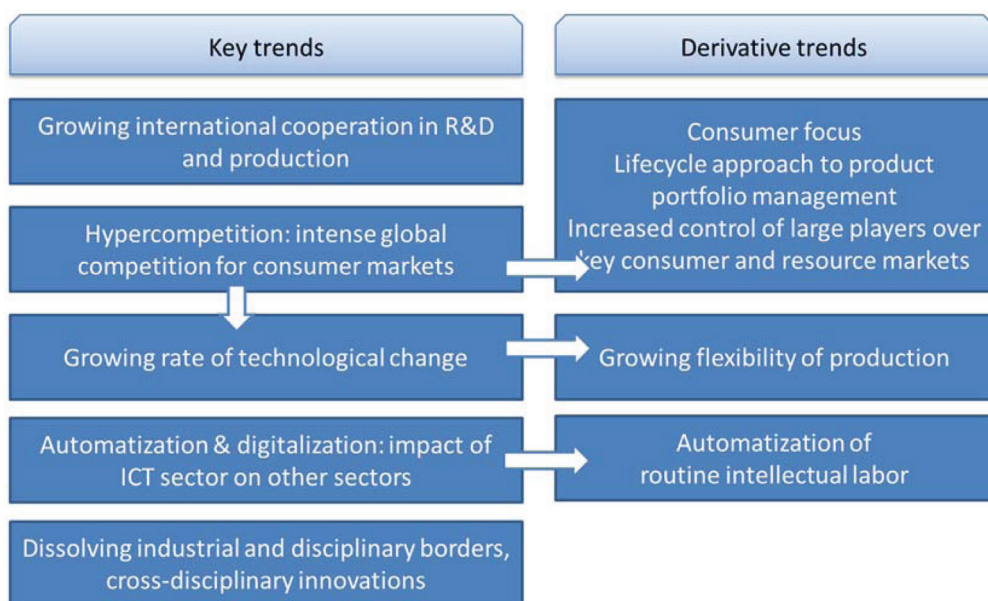 Key trends
Derivative trends
Growing international cooperation in R&D
and production
Hypercompetition: intense global
competition for consumer markets
Growing rate of technological change
Automatization & digitalization: impact of
ICT sector on other sectors
Dissolving industrial and disciplinary borders,
cross-disciplinary innovations
Consumer focus
Lifecycle approach to product
portfolio management
Increased control of large players over
key consumer and resource markets
Growing flexibility of production
Automatization of
routine intellectual labor